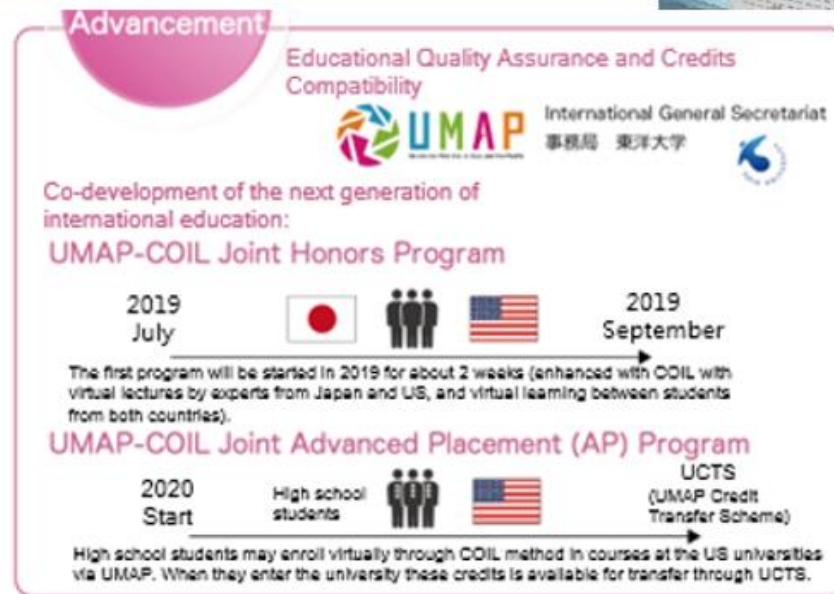 Advancement
Educational Quality Assurance and Credits
Compatibility
UMAP
International General Secretariat
事務局 東洋大学
Co-development of the next generation of
international education:
UMAP-COIL Joint Honors Program
2019
July
2019
September
The first program will be started in 2019 for about 2 weeks (enhanced with COIL with
virtual lectures by experts from Japan and US, and virtual learning between students
from both countries).
UMAP-COIL Joint Advanced Placement (AP) Program
2020
Start
High school
students
UCTS
(UMAP Credit
Transfer Scheme)
High school students may enroll virtually through COIL method in courses at the US universities
via UMAP. When they enter the university these credits is available for transfer through UCTS.